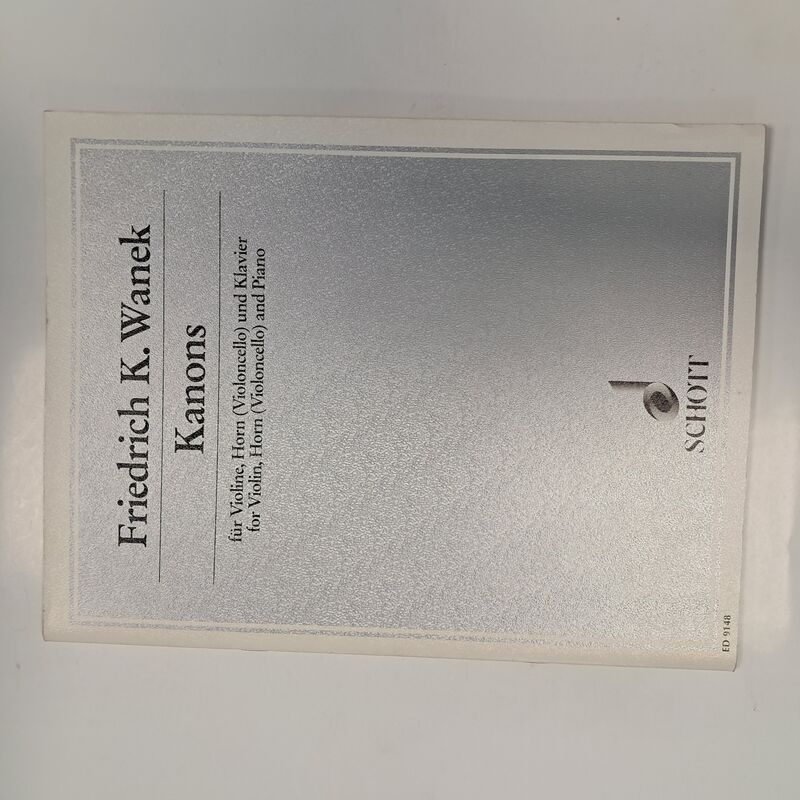 Friedrich K. Wanek
Kanons
für Violine, Horn (Violoncello) und Klavier
for Violin, Horn (Violoncello) and Piano
SCHOTT
ED 9148